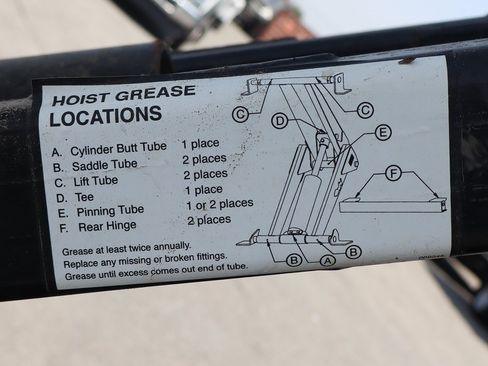 HOIST GREASE
LOCATIONS
A. Cylinder Butt Tube 1 place
B. Saddle Tube 2 places
C. Lift Tube 2 places
D. Tee 1 place
E. Pinning Tube 1 or 2 places
F. Rear Hinge 2 places
Grease at least twice annually.
Replace any missing or broken fittings.
Grease until excess comes out end of tube.
C
C
D
E
F
B
A
B